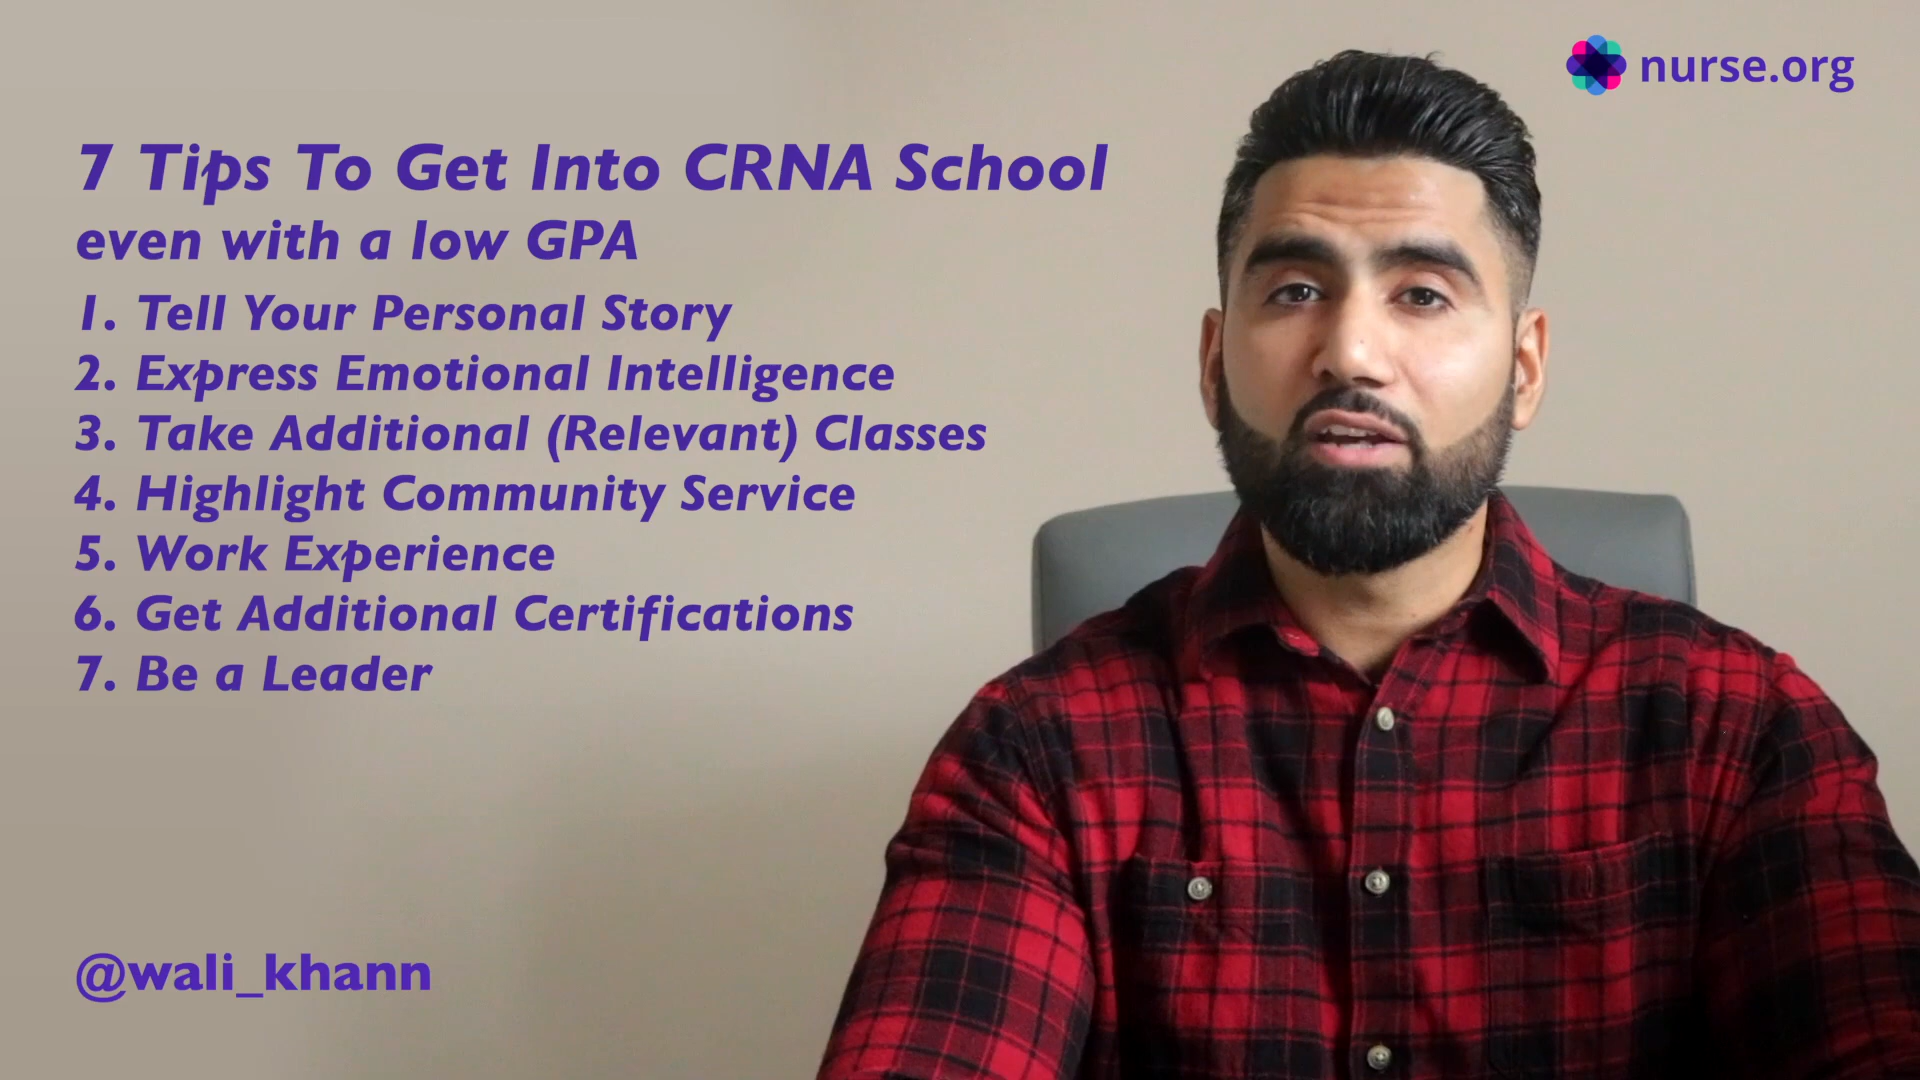 nurse.org
7 Tips To Get Into CRNA School
even with a low GPA
1. Tell Your Personal Story
2. Express Emotional Intelligence
3. Take Additional (Relevant) Classes
4. Highlight Community Service
5. Work Experience
6. Get Additional Certifications
7. Be a Leader
@wali_khann